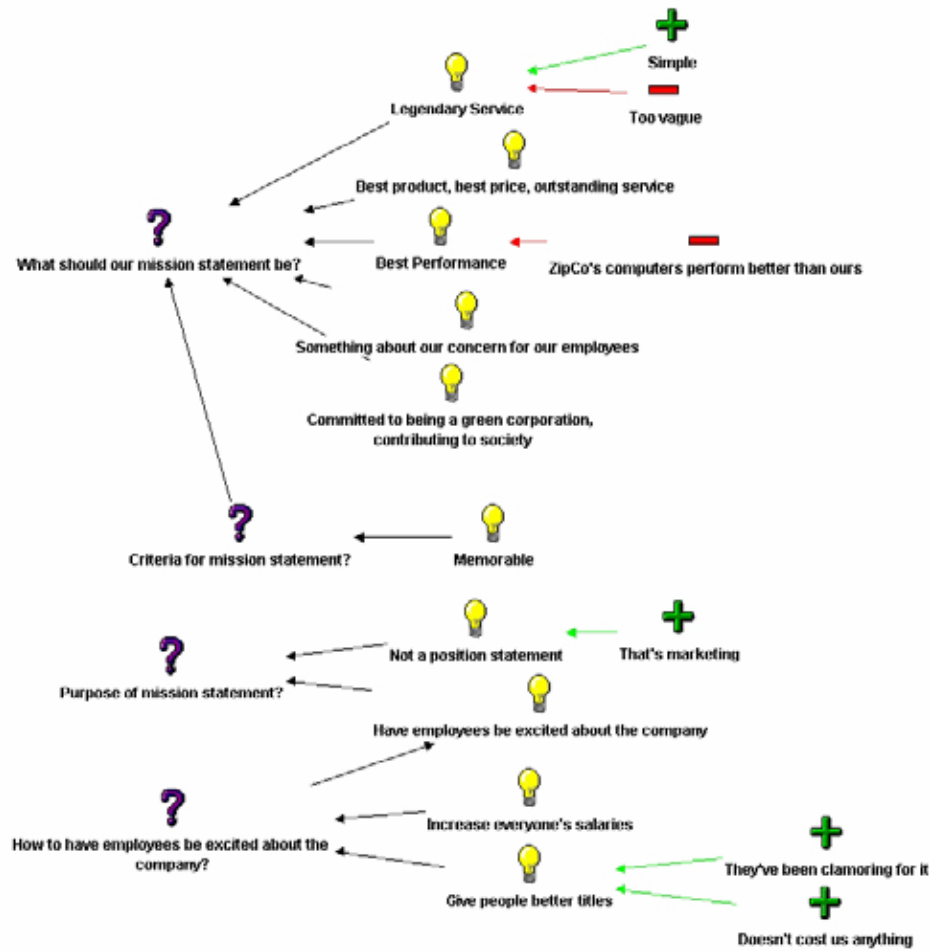 Simple
Legendary Service
Too vague
Best product, best price, outstanding service
What should our mission statement be?
Best Performance
ZipCo's computers perform better than ours
Something about our concern for our employees
Committed to being a green corporation,
contributing to society
Criteria for mission statement?
Memorable
Not a position statement
That's marketing
Purpose of mission statement?
Have employees be excited about the company
Increase everyone's salaries
How to have employees be excited about the
company?
They've been clamoring for it
Give people better titles
Doesn't cost us anything